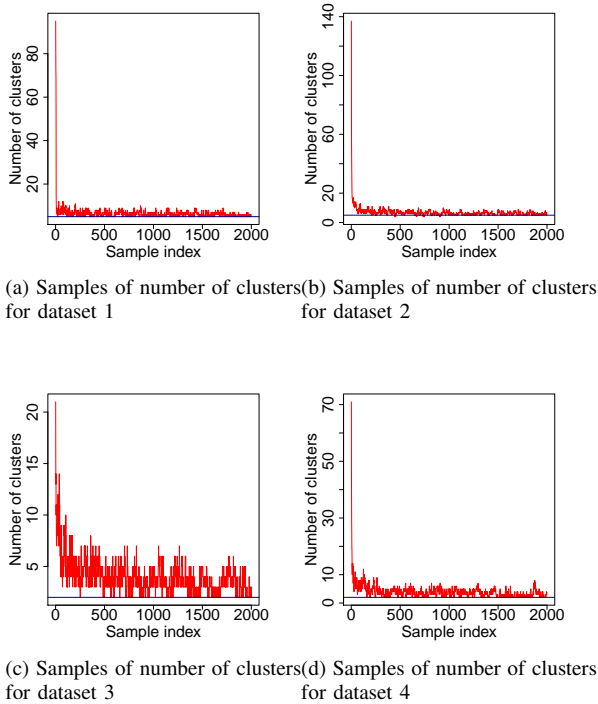 Number of clusters
20 40 60 80
0 500 1000 1500 2000
Sample index
Number of clusters
0 20 60 100 140
0 500 1000 1500 2000
Sample index
(a) Samples of number of clusters
for dataset 1
(b) Samples of number of clusters
for dataset 2
Number of clusters
5 10 15 20
0 500 1000 1500 2000
Sample index
Number of clusters
0 10 30 50 70
0 500 1000 1500 2000
Sample index
(c) Samples of number of clusters
for dataset 3
(d) Samples of number of clusters
for dataset 4